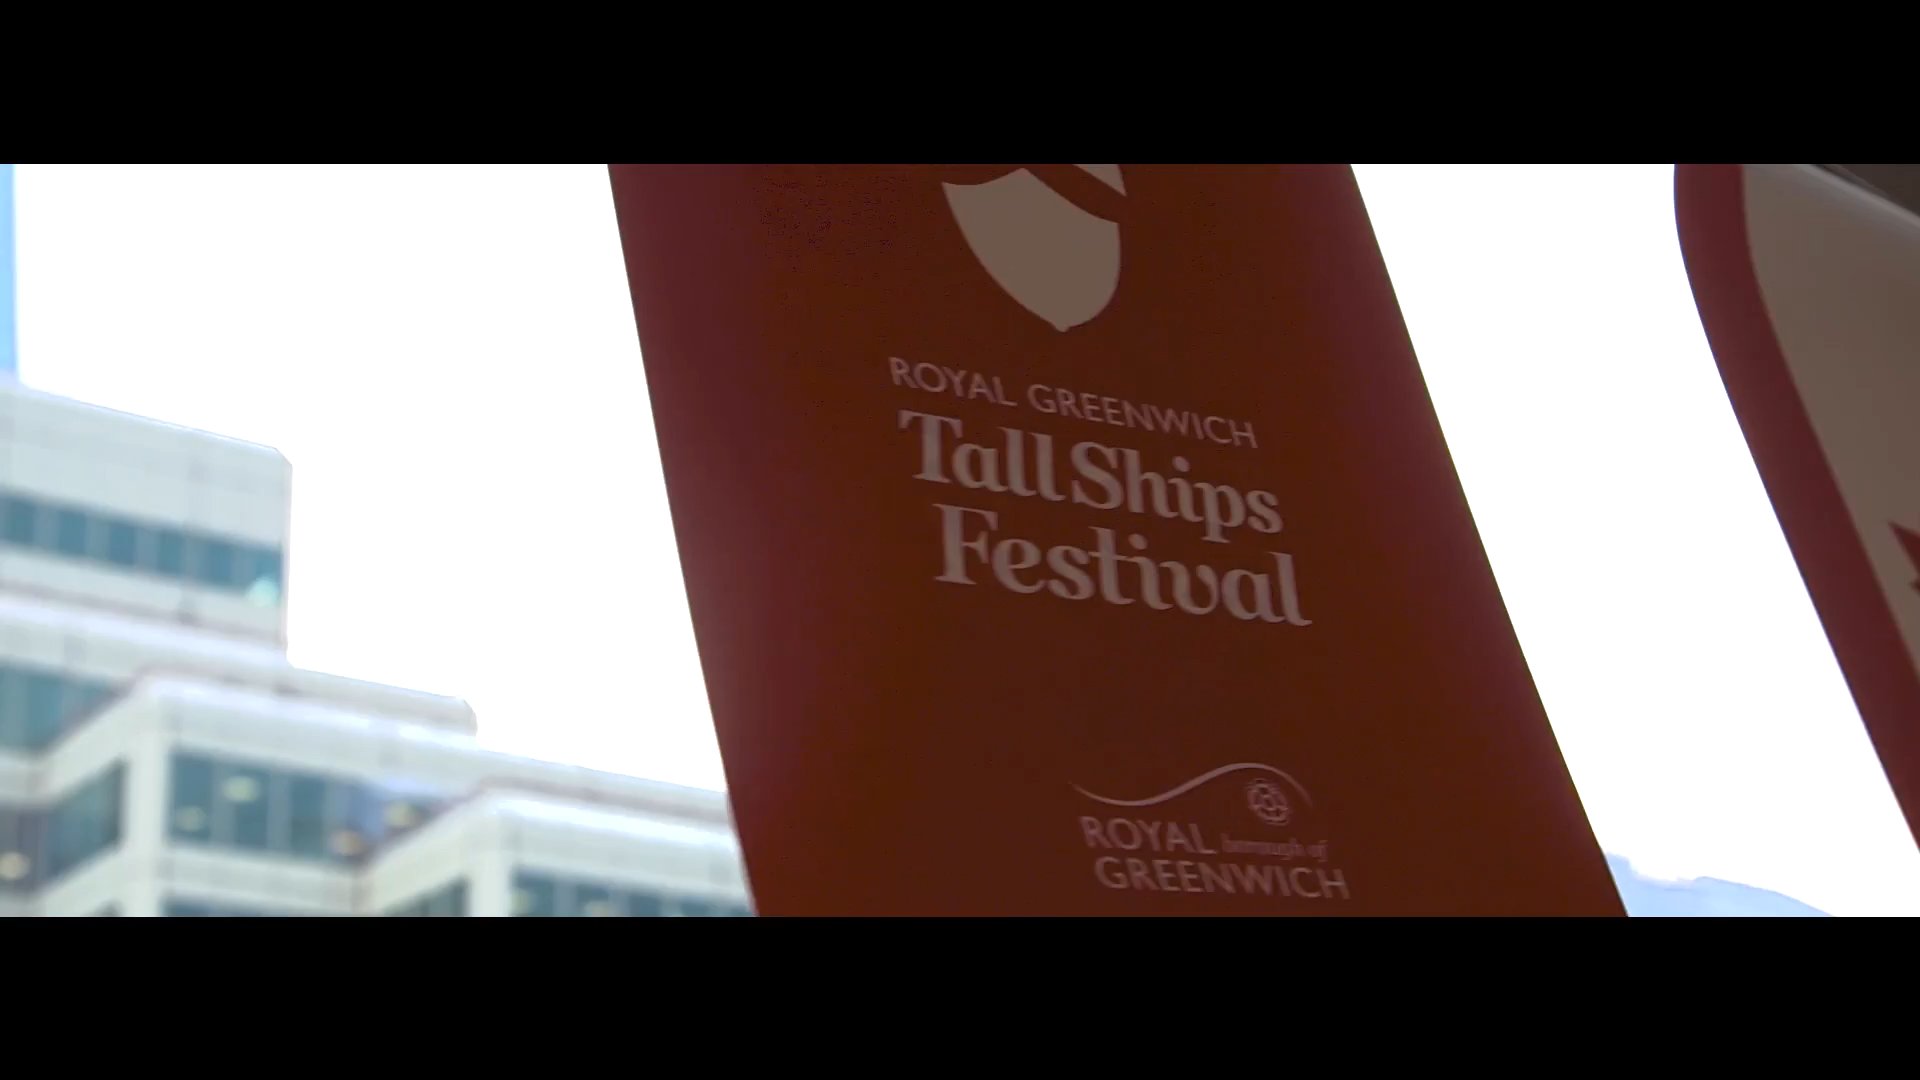 ROYAL GREENWICH
Tall Ships
Festival
ROYAL borough of
GREENWICH